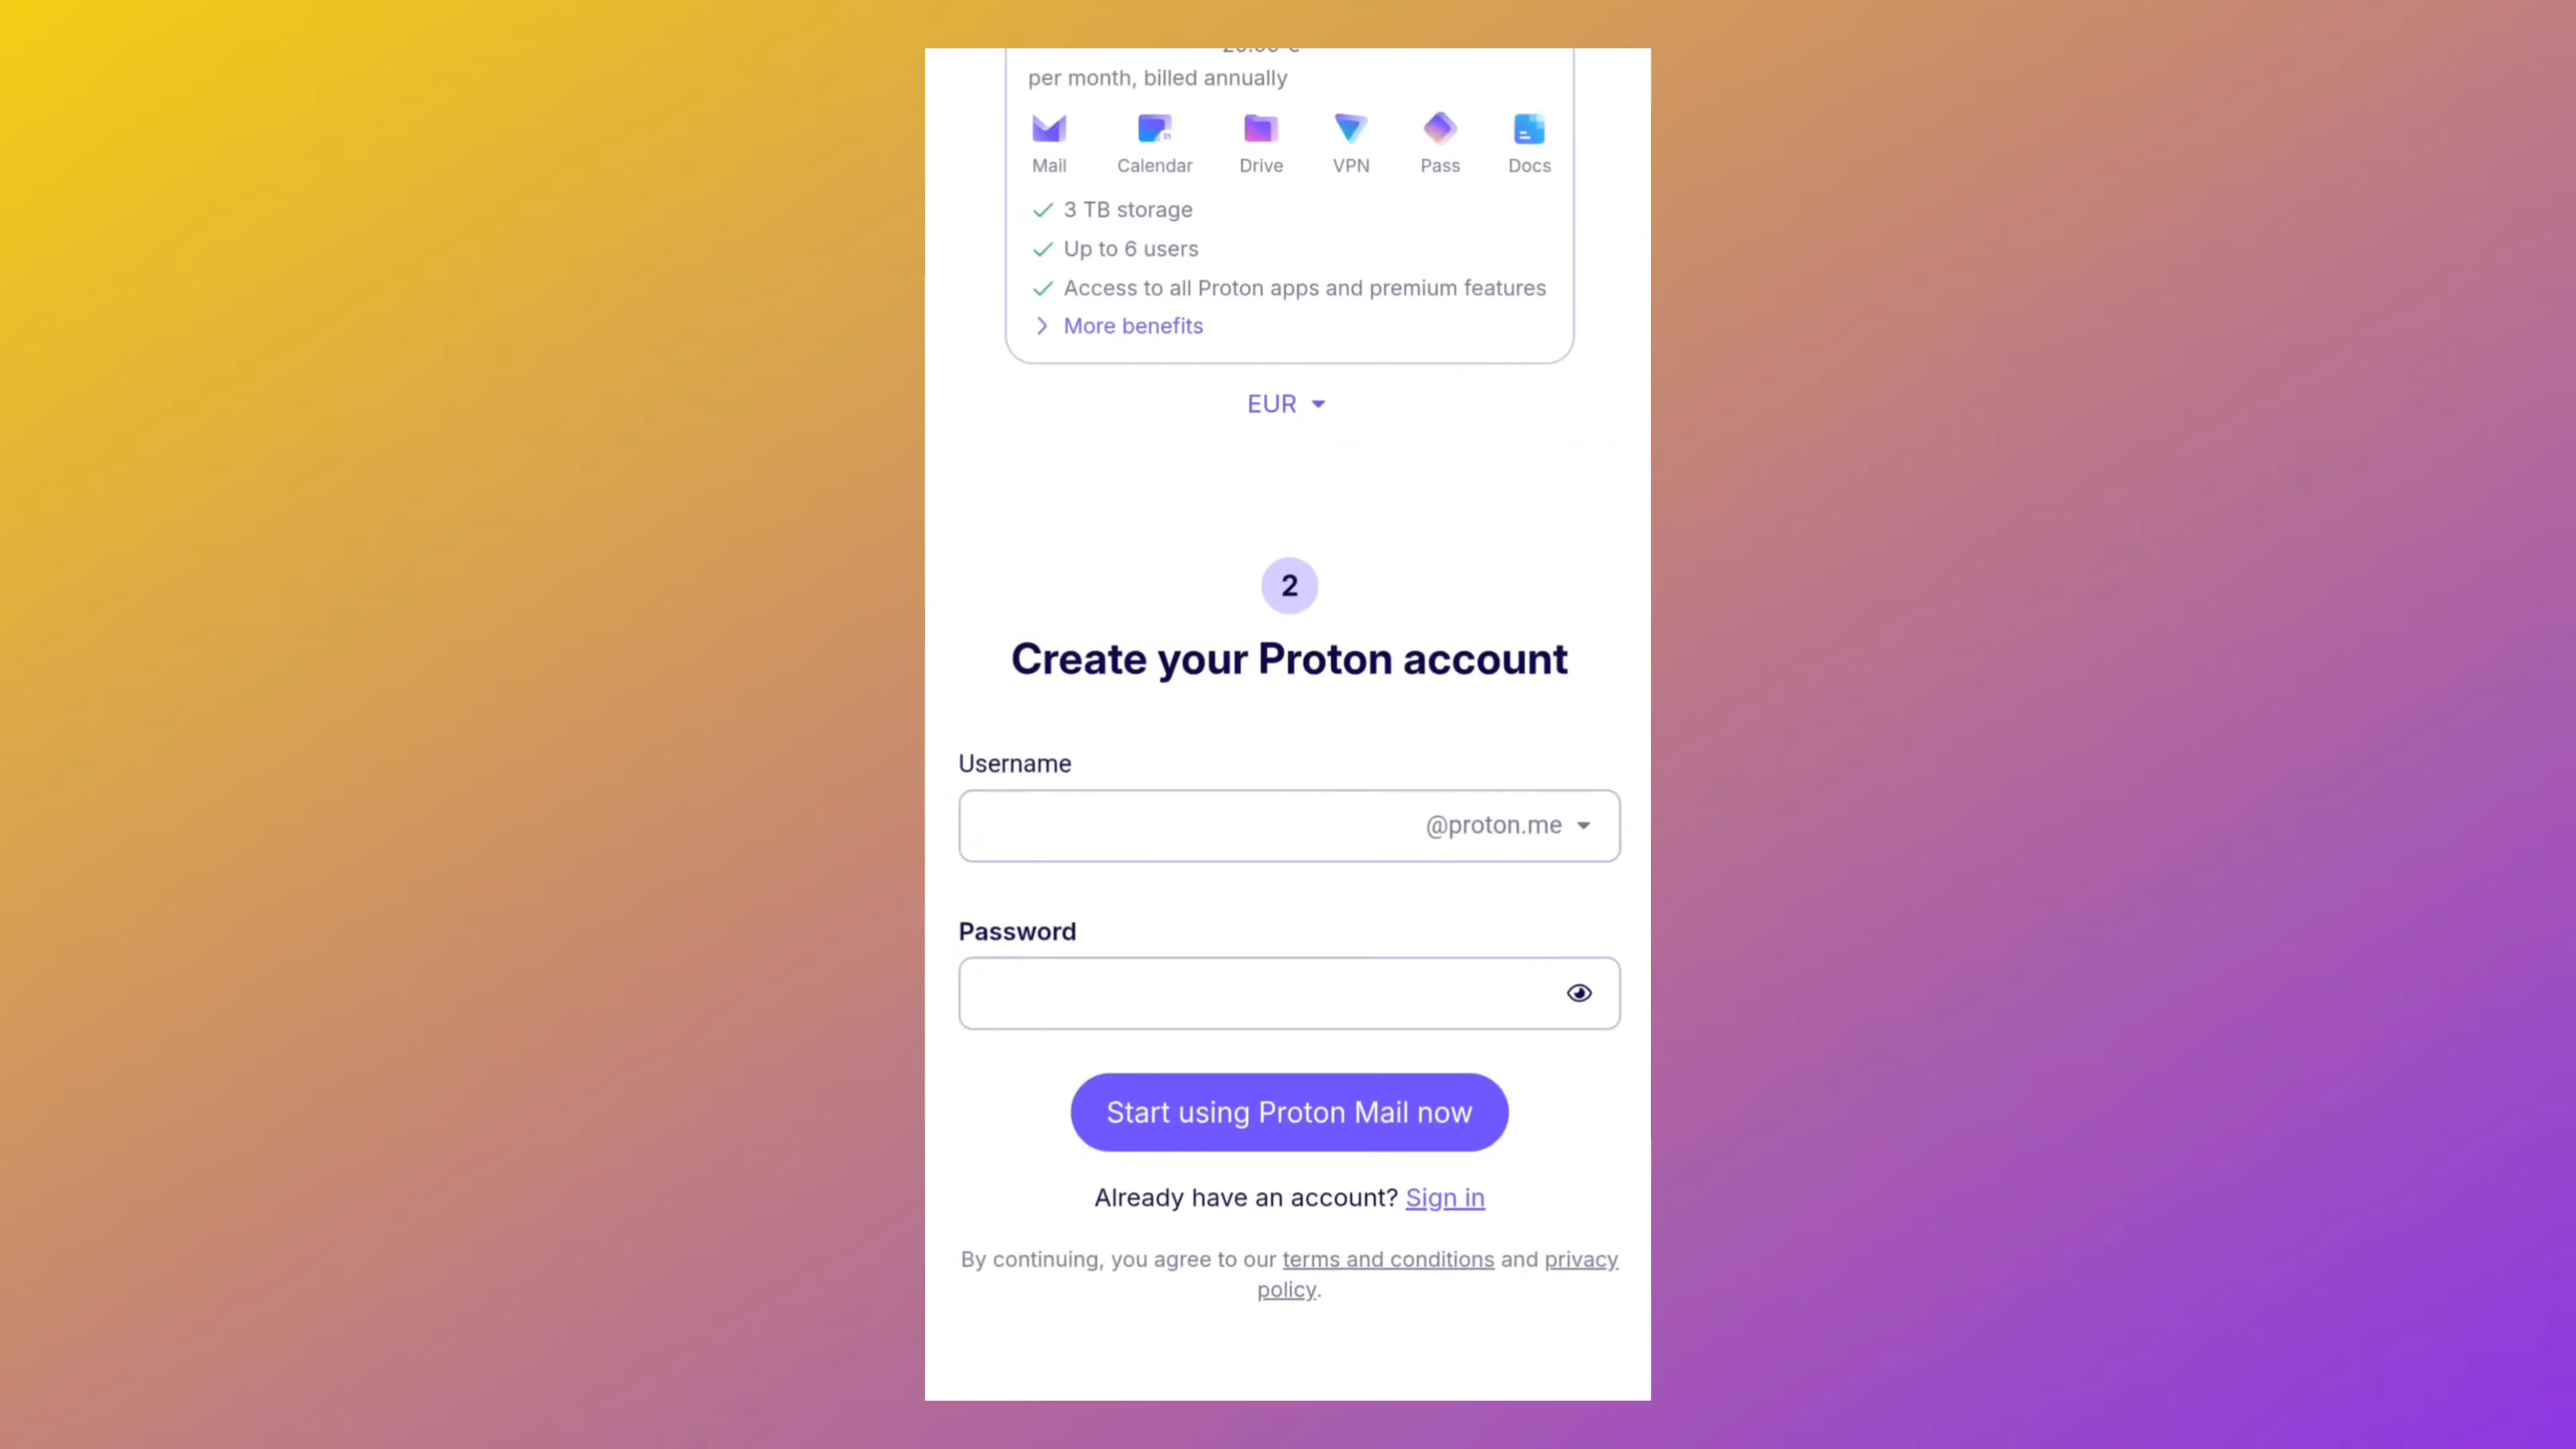 per month, billed annually
Mail Calendar Drive VPN Pass Docs
3 TB storage
Up to 6 users
Access to all Proton apps and premium features
More benefits
EUR
2
Create your Proton account
Username
@proton.me
Password
Start using Proton Mail now
Already have an account? Sign in
By continuing, you agree to our terms and conditions and privacy
policy.